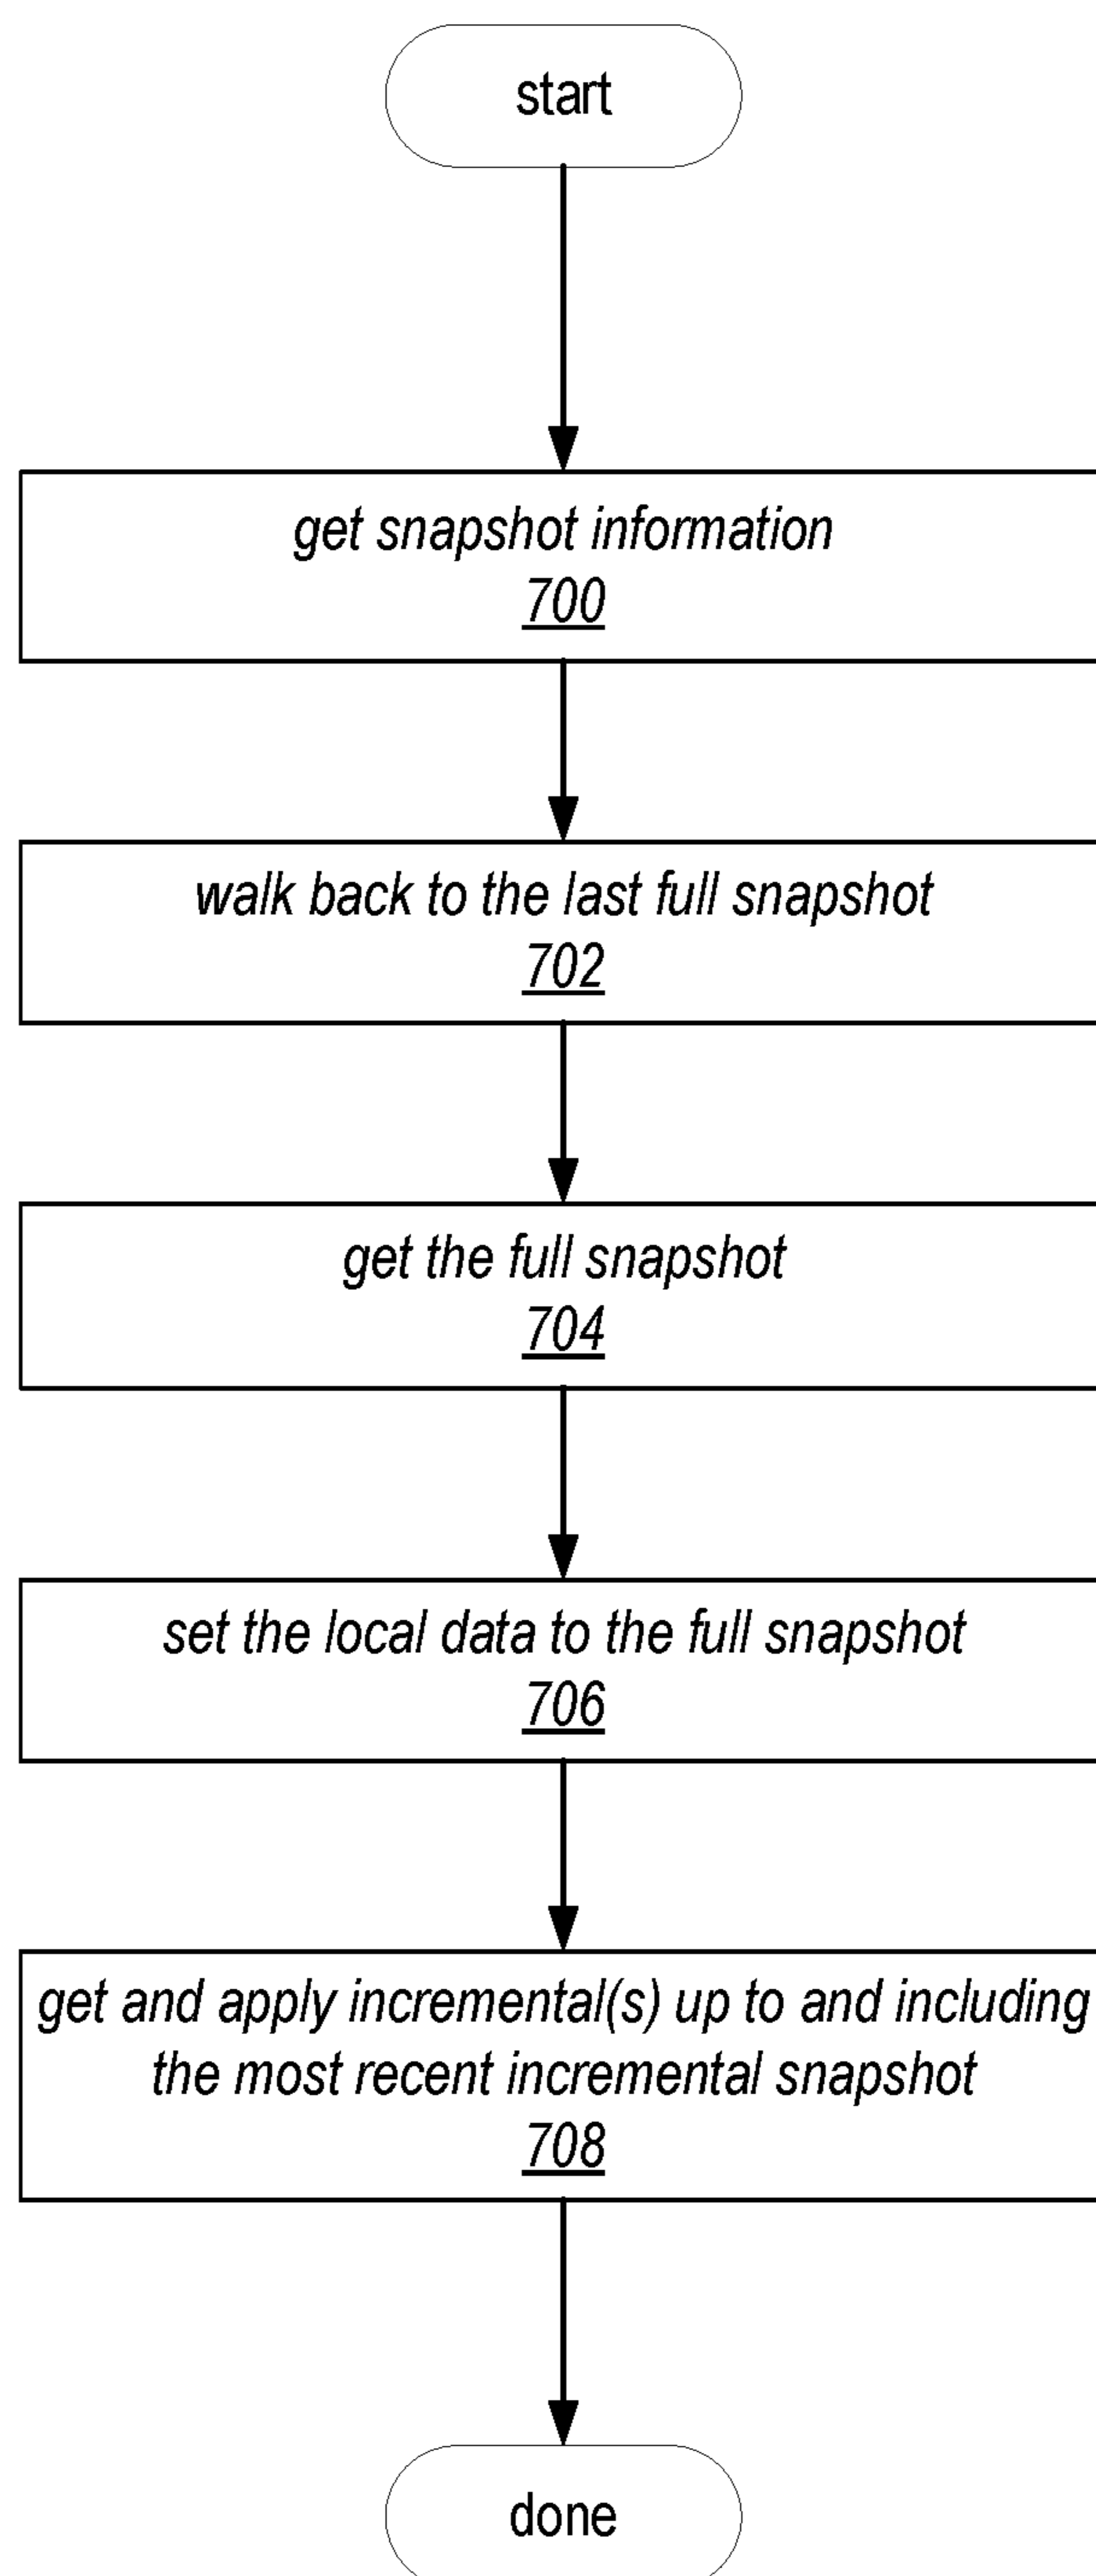 start
get snapshot information
700
walk back to the last full snapshot
702
get the full snapshot
704
set the local data to the full snapshot
706
get and apply incremental(s) up to and including
the most recent incremental snapshot
708
done